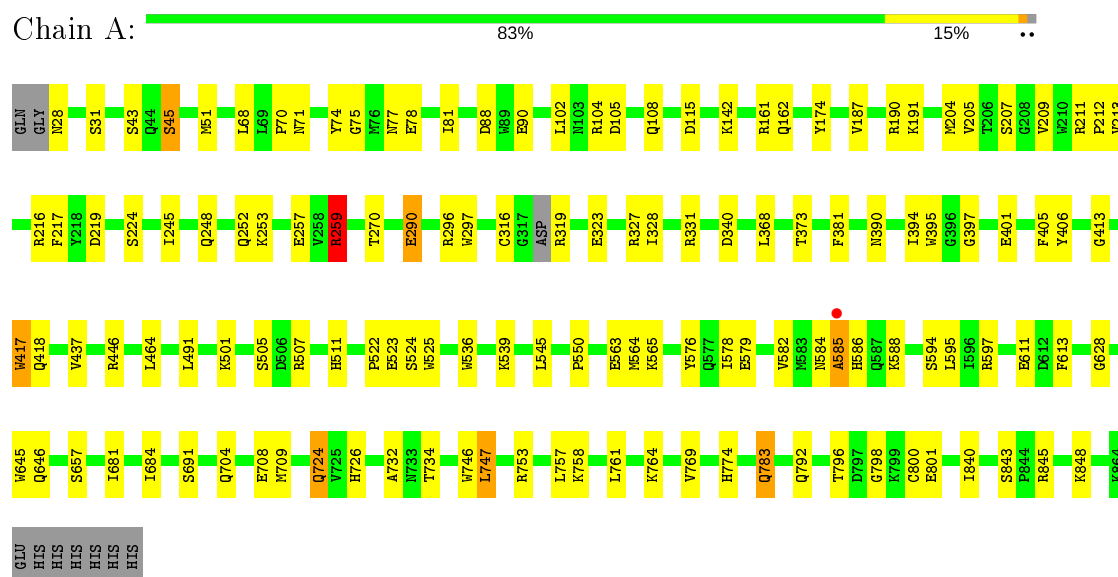 Chain A:
83% 15%
GLN GLY N28 S31 S43 Q44 S45 M51 L68 L69 P70 N71 Y74 G75 M76 N77 E78 I81 D88 W89 E90 L102 N103 R104 D105 Q108 D115 K142 R161 Q162 Y174 V187 R190 K191 M204 V205 T206 S207 G208 V209 W210 R211 P212
R216 F217 Y218 D219 S224 I245 Q248 Q252 K253 E257 V258 R259 T270 E290 R296 W297 C316 G317 ASP R319 E323 R327 I328 R331 D340 L368 T373 F381 N390 I394 W395 G396 G397 E401 F405 Y406 G413
W417 Q418 V437 R446 L464 L491 K501 S505 D506 R507 H511 P522 E523 S524 W525 W536 K539 L545 P550 E563 M564 K565 Y576 Q577 I578 E579 V582 M583 N584 A585 H586 Q587 K588 S594 L595 I596 R597 E611 D612 F613 G628
W645 Q646 S657 I681 I684 S691 Q704 E708 M709 Q724 V725 H726 A732 N733 T734 W746 L747 R753 L757 K758 L761 K764 V769 H774 Q783 Q792 T796 D797 G798 K799 C800 E801 I840 S843 P844 R845 K848 K864
GLU HIS HIS HIS HIS HIS HIS